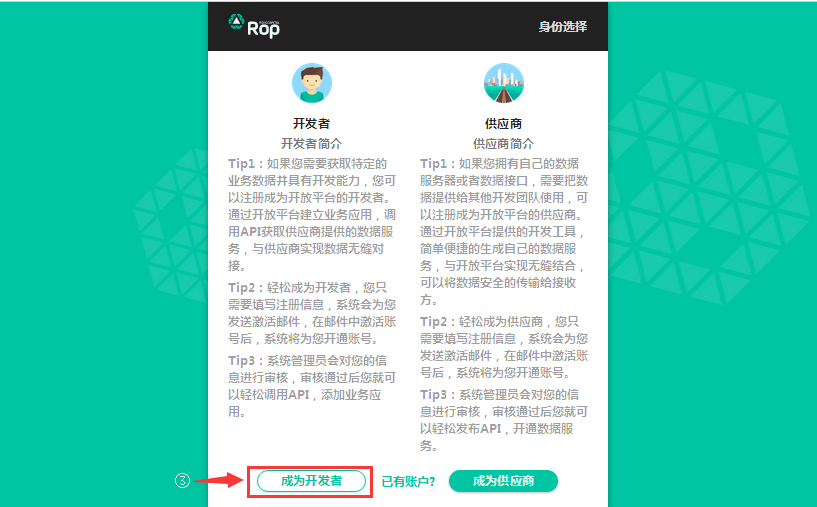 Rop
身份选择
开发者
开发者简介
Tip1：如果您需要获取特定的
业务数据并具有开发能力，您可
以注册成为开放平台的开发者。
通过开放平台建立业务应用，调
用API获取供应商提供的数据服
务，与供应商实现数据无缝对
接。
Tip2：轻松成为开发者，您只
需要填写注册信息，系统会为您
发送激活邮件，在邮件中激活账
号后，系统将为您开通账号。
Tip3：系统管理员会对您的信
息进行审核，审核通过后您就可
以轻松调用API，添加业务应
用。
供应商
供应商简介
Tip1：如果您拥有自己的数据
服务器或者数据接口，需要把数
据提供给其他开发团队使用，可
以注册成为开放平台的供应商。
通过开放平台提供的开发工具，
简单便捷的生成自己的数据服
务，与开放平台实现无缝结合，
可以将数据安全的传输给接收
方。
Tip2：轻松成为供应商，您只
需要填写注册信息，系统会为您
发送激活邮件，在邮件中激活账
号后，系统将为您开通账号。
Tip3：系统管理员会对您的信
息进行审核，审核通过后您就可
以轻松发布API，开通数据服
务。
③
成为开发者
已有账户?
成为供应商